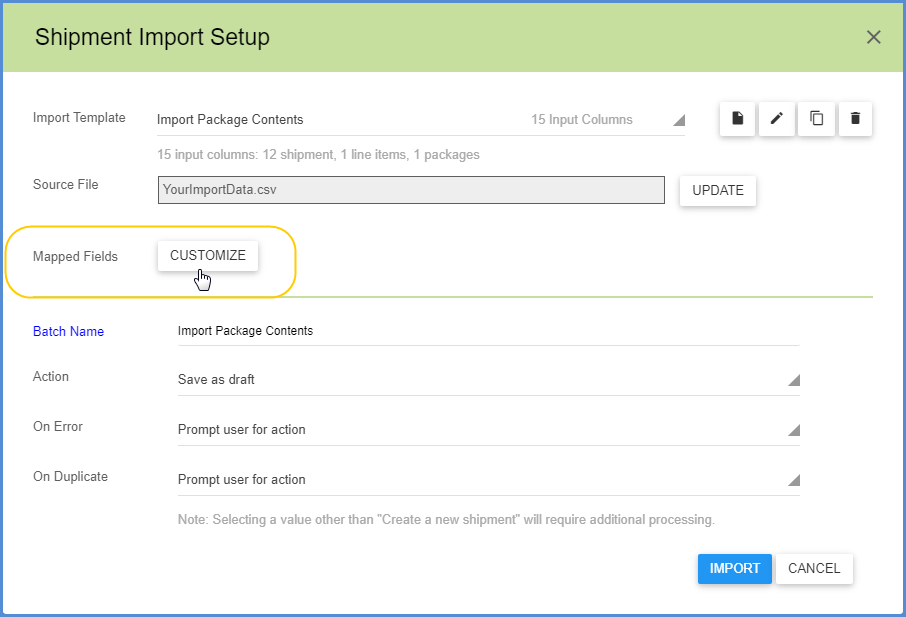 Shipment Import Setup
Import Template Import Package Contents 15 Input Columns
15 input columns: 12 shipment, 1 line items, 1 packages
Source File YourImportData.csv UPDATE
Mapped Fields CUSTOMIZE
Batch Name Import Package Contents
Action Save as draft
On Error Prompt user for action
On Duplicate Prompt user for action
Note: Selecting a value other than "Create a new shipment" will require additional processing.
IMPORT CANCEL